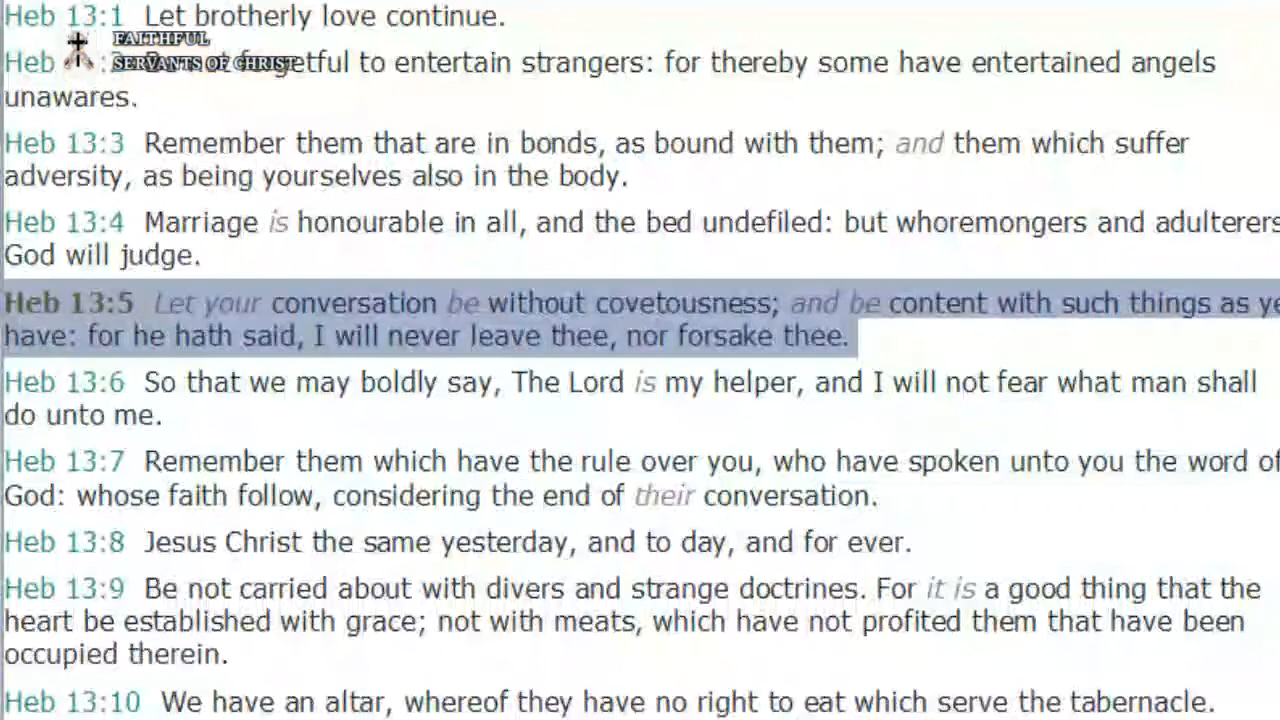 Heb 13:1 Let brotherly love continue.
FAITHFUL
SERVANTS OF CHRIST
Heb forgetful to entertain strangers: for thereby some have entertained angels
unawares.
Heb 13:3 Remember them that are in bonds, as bound with them; and them which suffer
adversity, as being yourselves also in the body.
Heb 13:4 Marriage is honourable in all, and the bed undefiled: but whoremongers and adulterers
God will judge.
Heb 13:5 Let your conversation be without covetousness; and be content with such things as ye
have: for he hath said, I will never leave thee, nor forsake thee.
Heb 13:6 So that we may boldly say, The Lord is my helper, and I will not fear what man shall
do unto me.
Heb 13:7 Remember them which have the rule over you, who have spoken unto you the word of
God: whose faith follow, considering the end of their conversation.
Heb 13:8 Jesus Christ the same yesterday, and to day, and for ever.
Heb 13:9 Be not carried about with divers and strange doctrines. For it is a good thing that the
heart be established with grace; not with meats, which have not profited them that have been
occupied therein.
Heb 13:10 We have an altar, whereof they have no right to eat which serve the tabernacle.